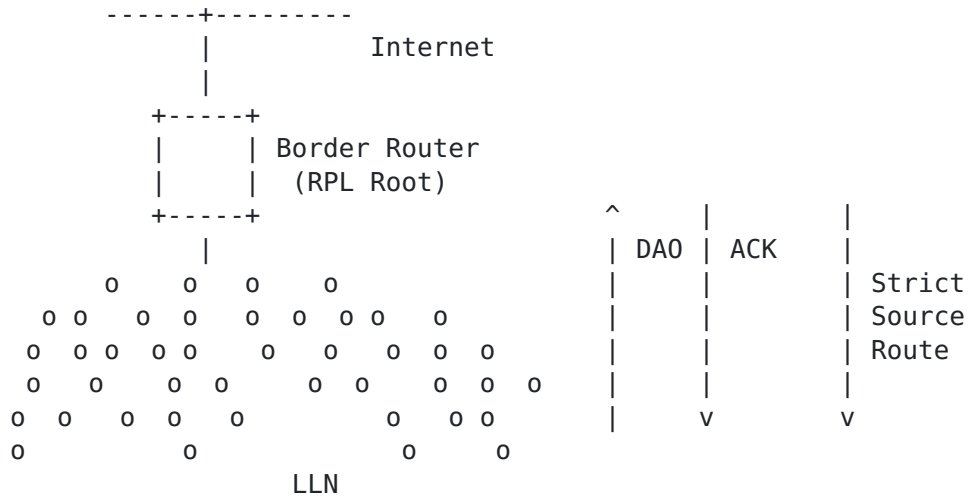 Internet
Border Router
(RPL Root)
DAO ACK
Strict
Source
Route
LLN